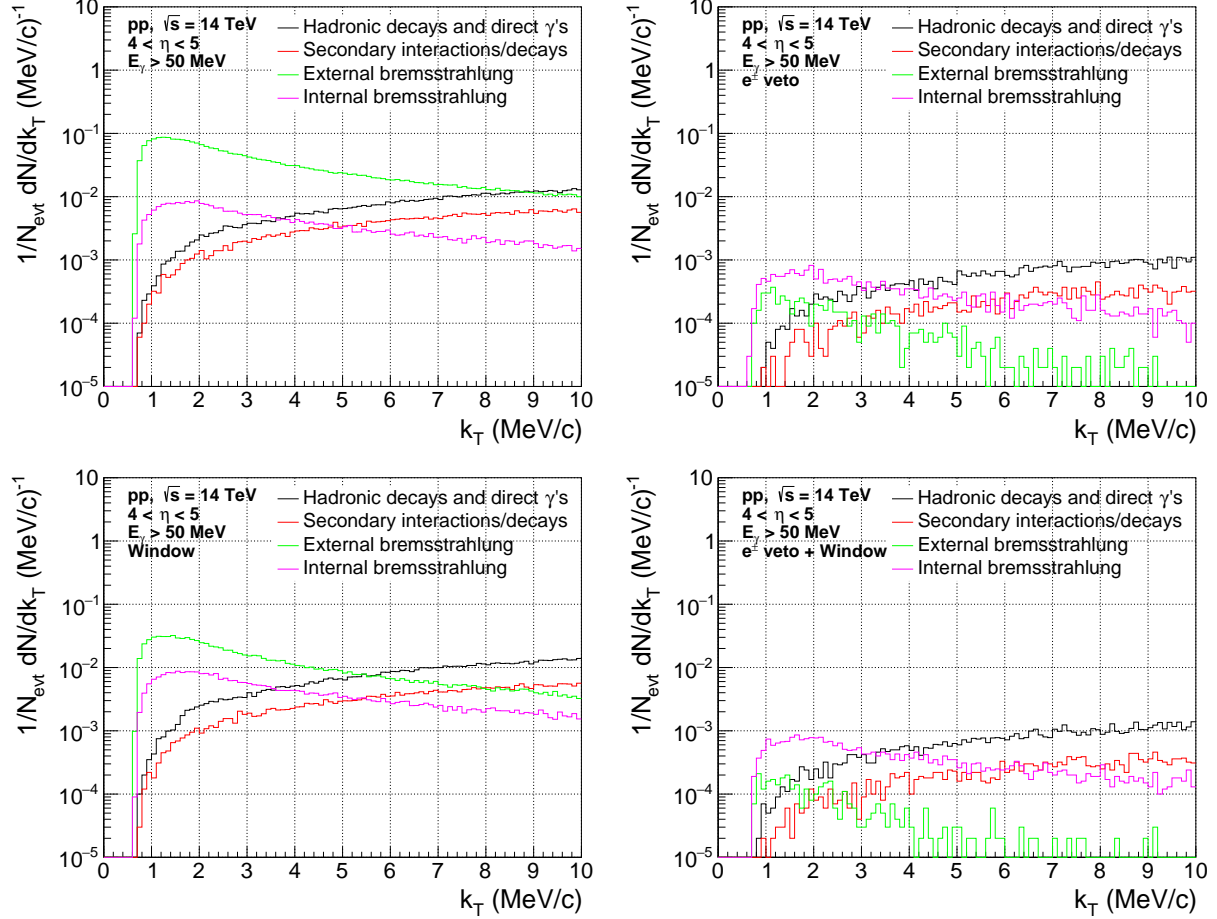 pp, √s = 14 TeV
4 < η < 5
E_γ > 50 MeV
Hadronic decays and direct γ's
Secondary interactions/decays
External bremsstrahlung
Internal bremsstrahlung
1/N_evt dN/dk_T (MeV/c)⁻¹
10
1
10⁻¹
10⁻²
10⁻³
10⁻⁴
10⁻⁵
0 1 2 3 4 5 6 7 8 9 10
k_T (MeV/c)
pp, √s = 14 TeV
4 < η < 5
E_γ > 50 MeV
e± veto
Hadronic decays and direct γ's
Secondary interactions/decays
External bremsstrahlung
Internal bremsstrahlung
1/N_evt dN/dk_T (MeV/c)⁻¹
10
1
10⁻¹
10⁻²
10⁻³
10⁻⁴
10⁻⁵
0 1 2 3 4 5 6 7 8 9 10
k_T (MeV/c)
pp, √s = 14 TeV
4 < η < 5
E_γ > 50 MeV
Window
Hadronic decays and direct γ's
Secondary interactions/decays
External bremsstrahlung
Internal bremsstrahlung
1/N_evt dN/dk_T (MeV/c)⁻¹
10
1
10⁻¹
10⁻²
10⁻³
10⁻⁴
10⁻⁵
0 1 2 3 4 5 6 7 8 9 10
k_T (MeV/c)
pp, √s = 14 TeV
4 < η < 5
E_γ > 50 MeV
e± veto + Window
Hadronic decays and direct γ's
Secondary interactions/decays
External bremsstrahlung
Internal bremsstrahlung
1/N_evt dN/dk_T (MeV/c)⁻¹
10
1
10⁻¹
10⁻²
10⁻³
10⁻⁴
10⁻⁵
0 1 2 3 4 5 6 7 8 9 10
k_T (MeV/c)